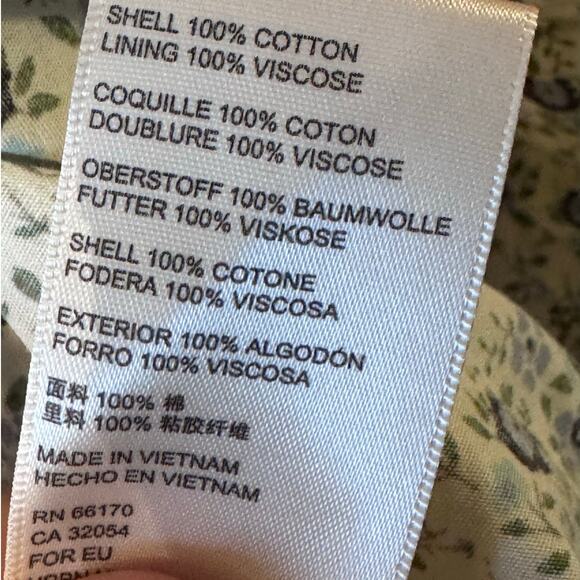 SHELL 100% COTTON
LINING 100% VISCOSE
COQUILLE 100% COTON
DOUBLURE 100% VISCOSE
OBERSTOFF 100% BAUMWOLLE
FUTTER 100% VISKOSE
SHELL 100% COTONE
FODERA 100% VISCOSA
EXTERIOR 100% ALGODÓN
FORRO 100% VISCOSA
面料 100% 棉
里料 100% 粘胶纤维
MADE IN VIETNAM
HECHO EN VIETNAM
RN 66170
CA 32054
FOR EU